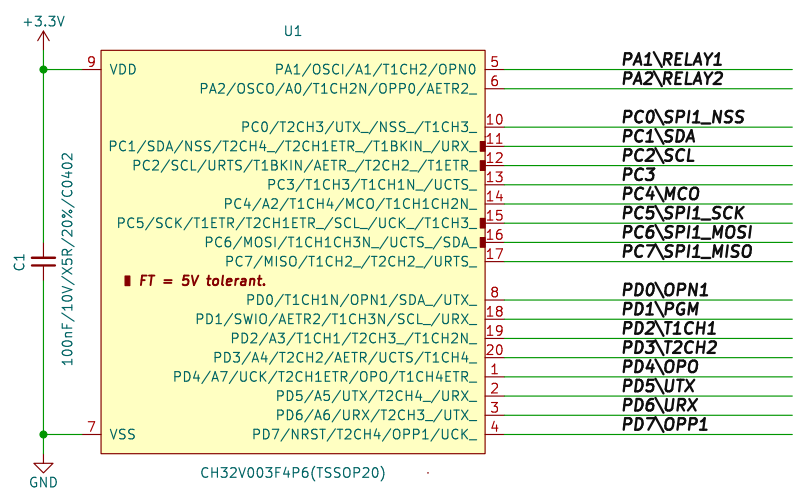 +3.3V
U1
9 VDD
PA1/OSCI/A1/T1CH2/OPN0 5 PA1\RELAY1
PA2/OSCO/A0/T1CH2N/OPP0/AETR2_ 6 PA2\RELAY2
PC0/T2CH3/UTX_/NSS_/T1CH3_ 10 PC0\SPI1_NSS
PC1/SDA/NSS/T2CH4_/T2CH1ETR_/T1BKIN_/URX_ 11 PC1\SDA
PC2/SCL/URTS/T1BKIN/AETR_/T2CH2_/T1ETR_ 12 PC2\SCL
PC3/T1CH3/T1CH1N_/UCTS_ 13 PC3
PC4/A2/T1CH4/MCO/T1CH1CH2N_ 14 PC4\MCO
PC5/SCK/T1ETR/T2CH1ETR_/SCL_/UCK_/T1CH3_ 15 PC5\SPI1_SCK
PC6/MOSI/T1CH1CH3N_/UCTS_/SDA_ 16 PC6\SPI1_MOSI
PC7/MISO/T1CH2_/T2CH2_/URTS_ 17 PC7\SPI1_MISO
C1
100nF/10V/X5R/20%/C0402
FT = 5V tolerant.
PD0/T1CH1N/OPN1/SDA_/UTX_ 8 PD0\OPN1
PD1/SWIO/AETR2/T1CH3N/SCL_/URX_ 18 PD1\PGM
PD2/A3/T1CH1/T2CH3_/T1CH2N_ 19 PD2\T1CH1
PD3/A4/T2CH2/AETR/UCTS/T1CH4_ 20 PD3\T2CH2
PD4/A7/UCK/T2CH1ETR/OPO/T1CH4ETR_ 1 PD4\OPO
PD5/A5/UTX/T2CH4_/URX_ 2 PD5\UTX
PD6/A6/URX/T2CH3_/UTX_ 3 PD6\URX
7 VSS PD7/NRST/T2CH4/OPP1/UCK_ 4 PD7\OPP1
CH32V003F4P6(TSSOP20)
GND